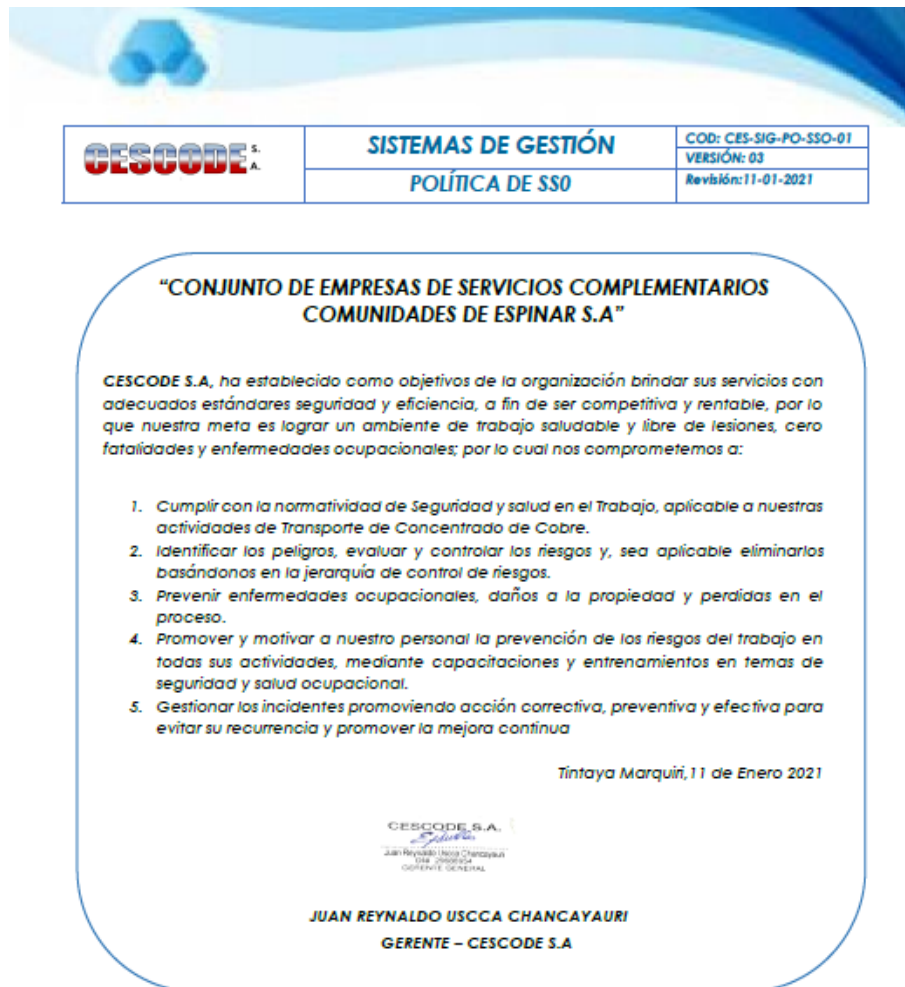 CESCODE S.
A.
SISTEMAS DE GESTIÓN
POLÍTICA DE SS0
COD: CES-SIG-PO-SSO-01
VERSIÓN: 03
Revisión:11-01-2021
“CONJUNTO DE EMPRESAS DE SERVICIOS COMPLEMENTARIOS
COMUNIDADES DE ESPINAR S.A”
CESCODE S.A, ha establecido como objetivos de la organización brindar sus servicios con
adecuados estándares seguridad y eficiencia, a fin de ser competitiva y rentable, por lo
que nuestra meta es lograr un ambiente de trabajo saludable y libre de lesiones, cero
fatalidades y enfermedades ocupacionales; por lo cual nos comprometemos a:
1. Cumplir con la normatividad de Seguridad y salud en el Trabajo, aplicable a nuestras
actividades de Transporte de Concentrado de Cobre.
2. Identificar los peligros, evaluar y controlar los riesgos y, sea aplicable eliminarlos
basándonos en la jerarquía de control de riesgos.
3. Prevenir enfermedades ocupacionales, daños a la propiedad y perdidas en el
proceso.
4. Promover y motivar a nuestro personal la prevención de los riesgos del trabajo en
todas sus actividades, mediante capacitaciones y entrenamientos en temas de
seguridad y salud ocupacional.
5. Gestionar los incidentes promoviendo acción correctiva, preventiva y efectiva para
evitar su recurrencia y promover la mejora continua
Tintaya Marquiri,11 de Enero 2021
CESCODE S.A.
Juan Reynaldo Uscca Chancayauri
GERENTE GENERAL
JUAN REYNALDO USCCA CHANCAYAURI
GERENTE – CESCODE S.A